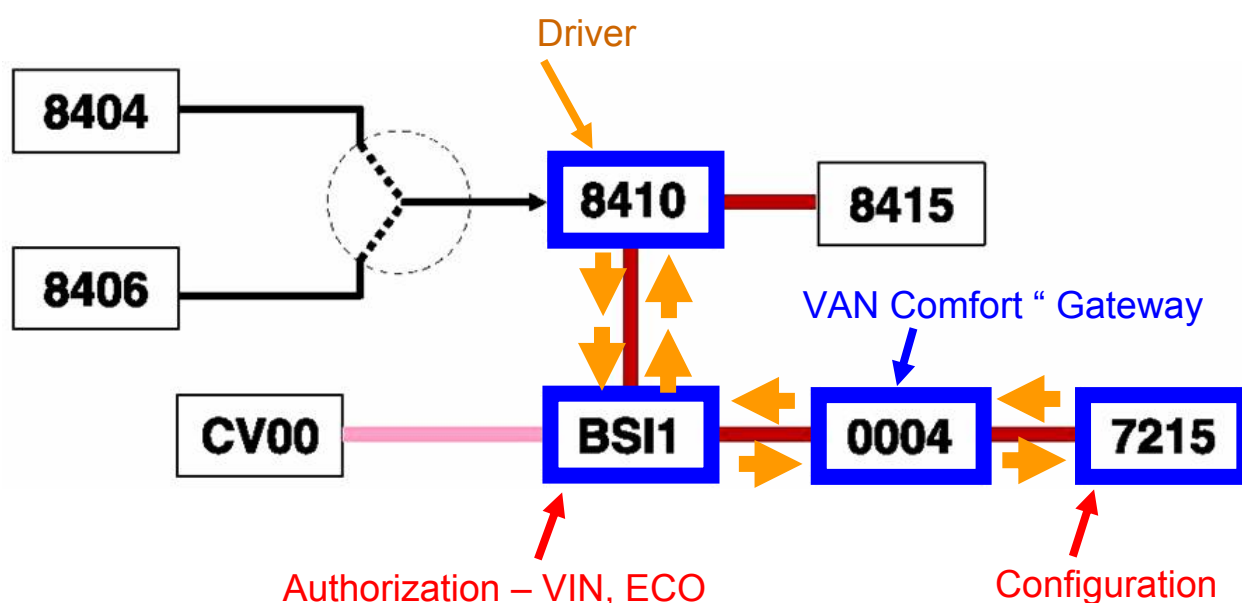 Driver
8404
8410
8415
8406
VAN Comfort “ Gateway
CV00
BSI1
0004
7215
Authorization – VIN, ECO
Configuration